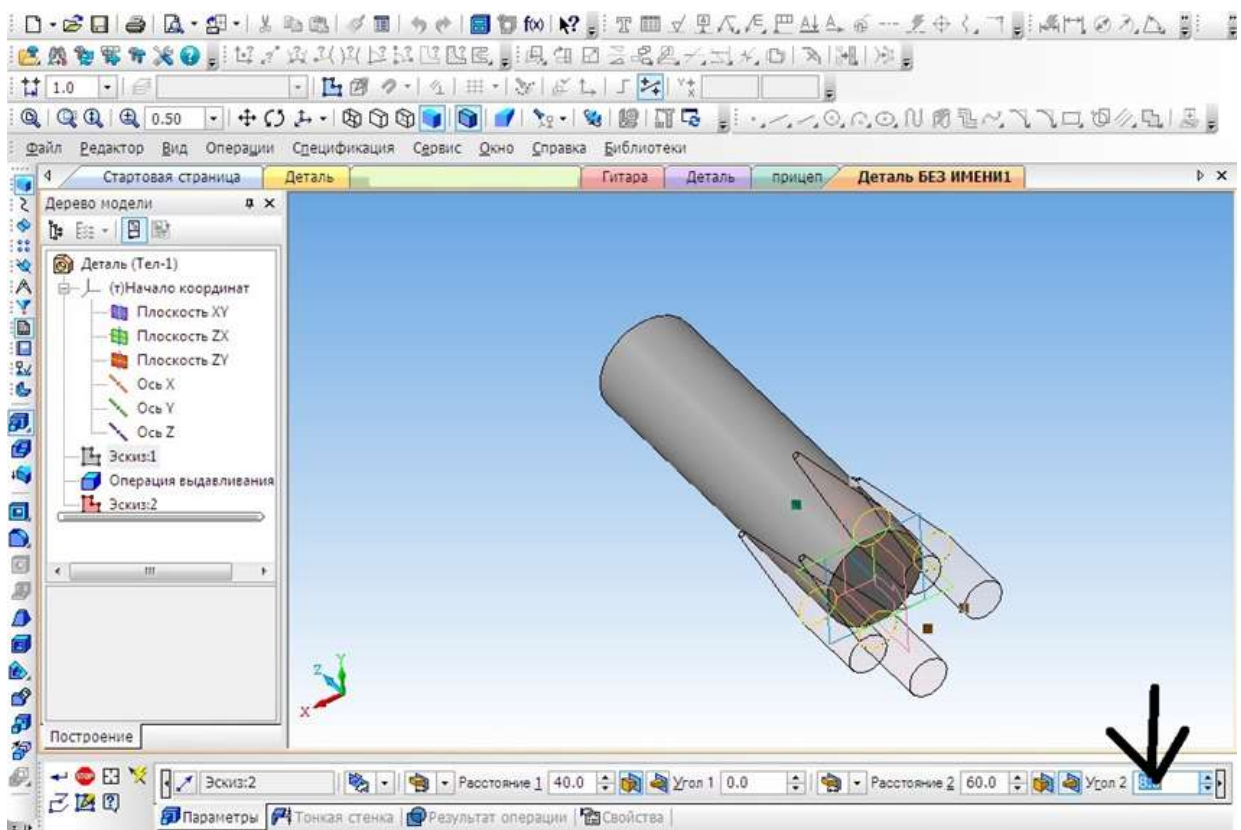 1.0
0.50
Файл Редактор Вид Операции Спецификация Сервис Окно Справка Библиотеки
Стартовая страница Деталь Гитара Деталь прицеп Деталь БЕЗ ИМЕНИ1
Дерево модели
Деталь (Тел-1)
(т)Начало координат
Плоскость XY
Плоскость ZX
Плоскость ZY
Ось X
Ось Y
Ось Z
Эскиз:1
Операция выдавливания
Эскиз:2
Z Y
X
Построение
Эскиз:2 Расстояние 1 40.0 Угол 1 0.0 Расстояние 2 60.0 Угол 2
STOP
Параметры Тонкая стенка Результат операции Свойства